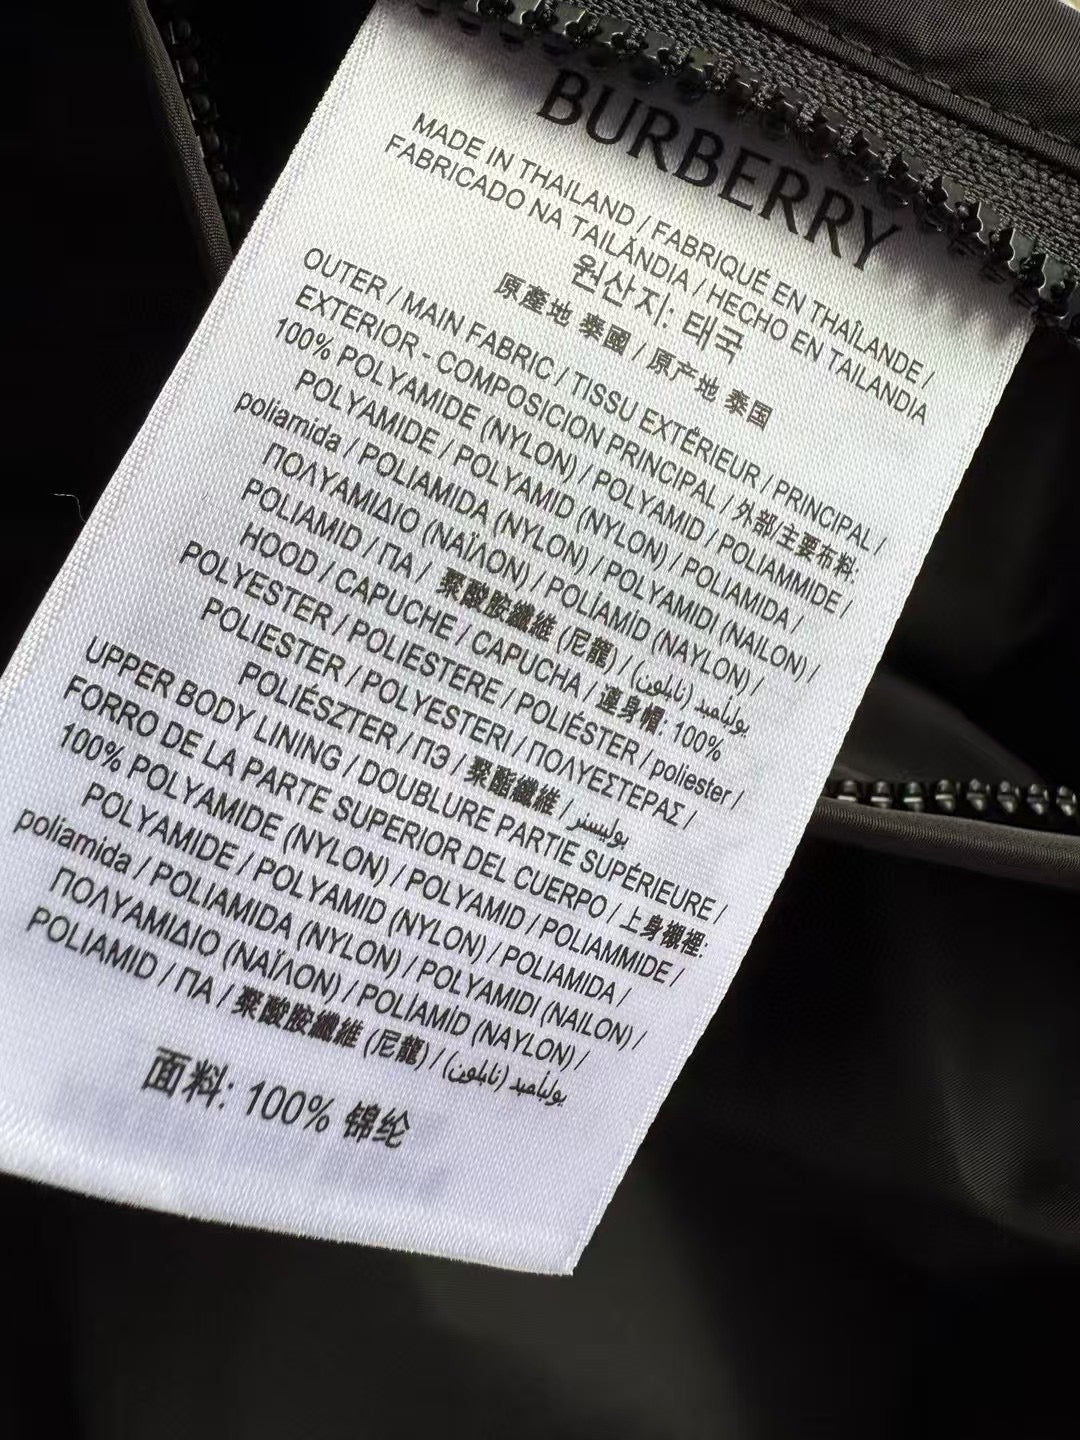 BURBERRY
MADE IN THAILAND / FABRIQUÉ EN THAÏLANDE /
FABRICADO NA TAILÂNDIA / HECHO EN TAILANDIA
원산지: 태국
原產地 泰國 / 原产地 泰国
OUTER / MAIN FABRIC / TISSU EXTÉRIEUR / PRINCIPAL /
EXTERIOR - COMPOSICION PRINCIPAL / 外部/主要布料:
100% POLYAMIDE (NYLON) / POLYAMID / POLIAMMIDE /
POLYAMIDE / POLYAMID (NYLON) / POLIAMIDA /
poliamida / POLIAMIDA (NYLON) / POLYAMIDI (NAILON) /
ΠΟΛΥΑΜΙΔΙΟ (ΝΑΪΛΟΝ) / POLİAMİD (NAYLON) /
POLIAMID / ПА / 聚酸胺纖維 (尼龍) / يوليأميد (نايلون)
HOOD / CAPUCHE / CAPUCHA / 連身帽: 100%
POLYESTER / POLIESTERE / POLIÉSTER / poliester /
POLIESTER / POLYESTERI / ΠΟΛΥΕΣΤΕΡΑΣ /
POLIÉSZTER / ПЭ / 聚酯纖維 / يوليستر
UPPER BODY LINING / DOUBLURE PARTIE SUPÉRIEURE /
FORRO DE LA PARTE SUPERIOR DEL CUERPO / 上身襯裡:
100% POLYAMIDE (NYLON) / POLYAMID / POLIAMMIDE /
POLYAMIDE / POLYAMID (NYLON) / POLIAMIDA /
poliamida / POLIAMIDA (NYLON) / POLYAMIDI (NAILON) /
ΠΟΛΥΑΜΙΔΙΟ (ΝΑΪΛΟΝ) / POLİAMİD (NAYLON) /
POLIAMID / ПА / 聚酸胺纖維 (尼龍) / يوليأميد (نايلون)
面料: 100% 锦纶